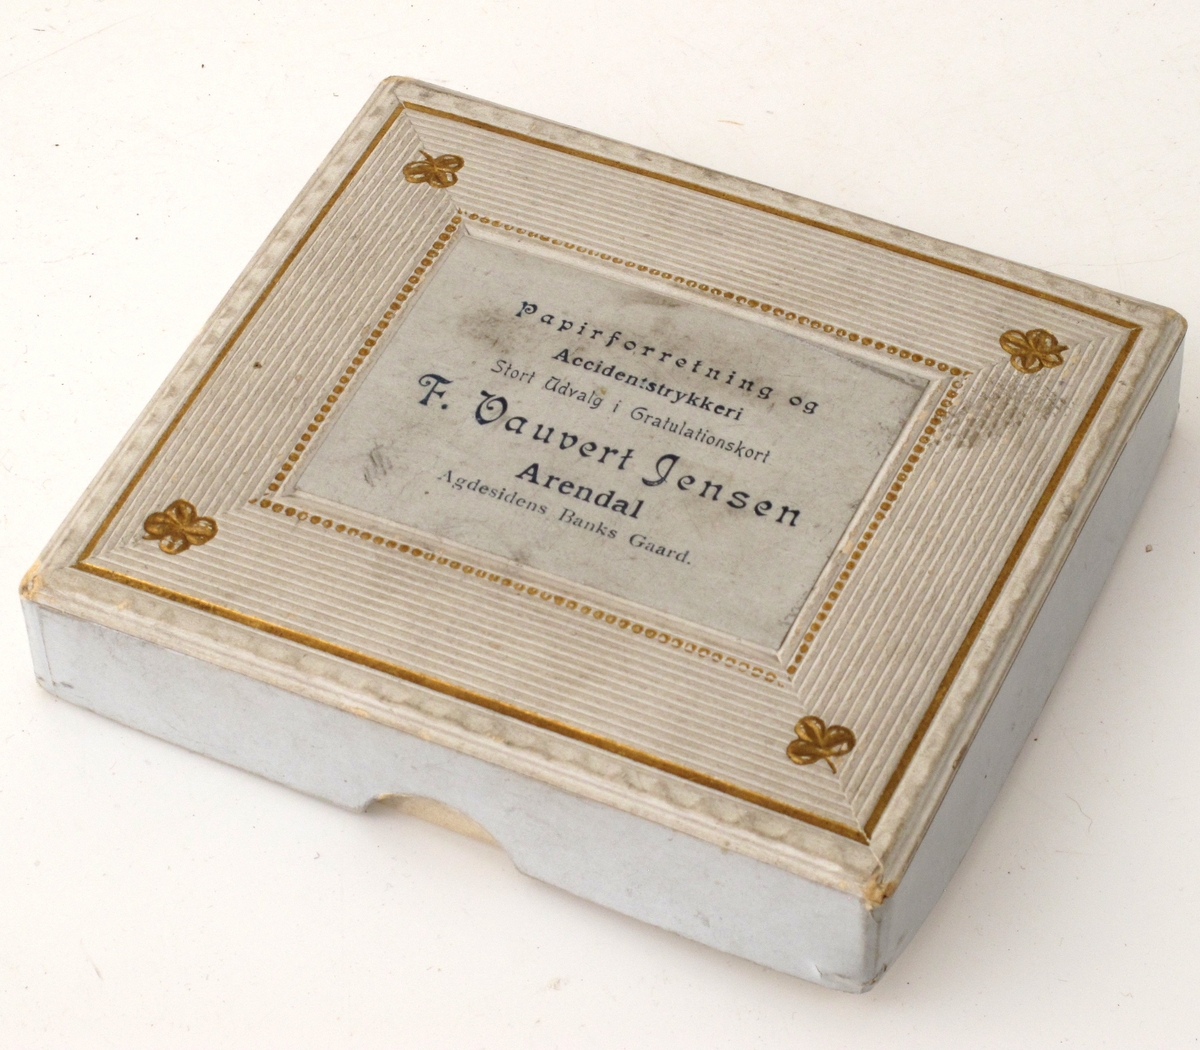 Papirforretning og
Accidentstrykkeri
Stort Udvalg i Gratulationskort
F. Vauvert Jensen
Arendal
Agdesidens Banks Gaard.